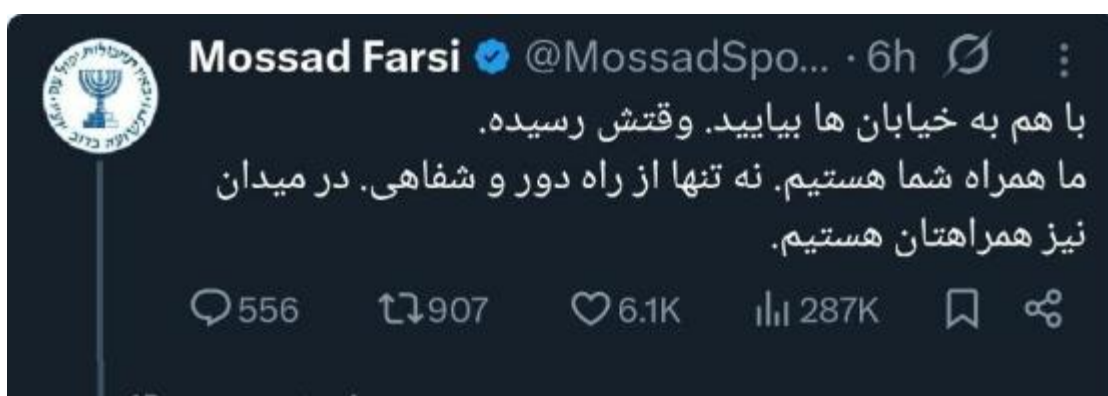 Mossad Farsi @MossadSpo... · 6h
با هم به خیابان ها بیایید. وقتش رسیده.
ما همراه شما هستیم. نه تنها از راه دور و شفاهی. در میدان
نیز همراهتان هستیم.
556 907 6.1K 287K